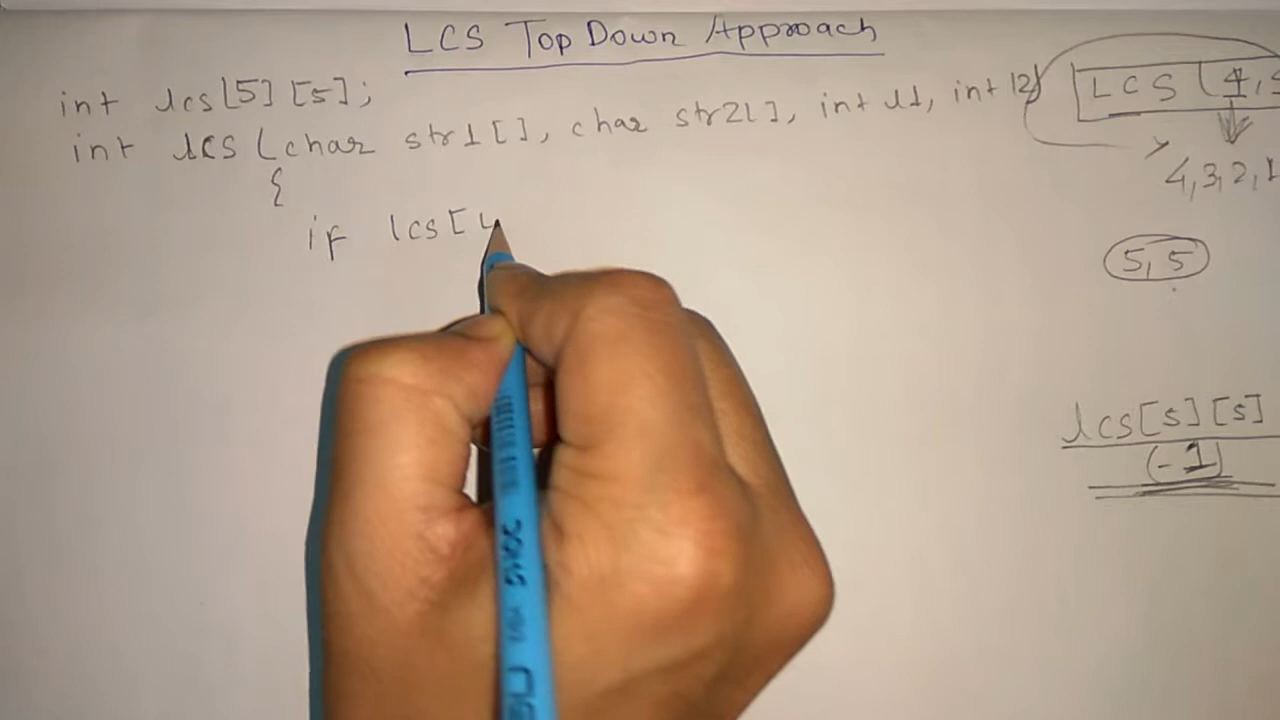 LCS Top Down Approach
int lcs[5][5];
int lcs (char str1[], char str2[], int l1, int l2)
{
if lcs[
LCS (4,
4,3,2,1
5, 5
lcs[5][5]
(-1)